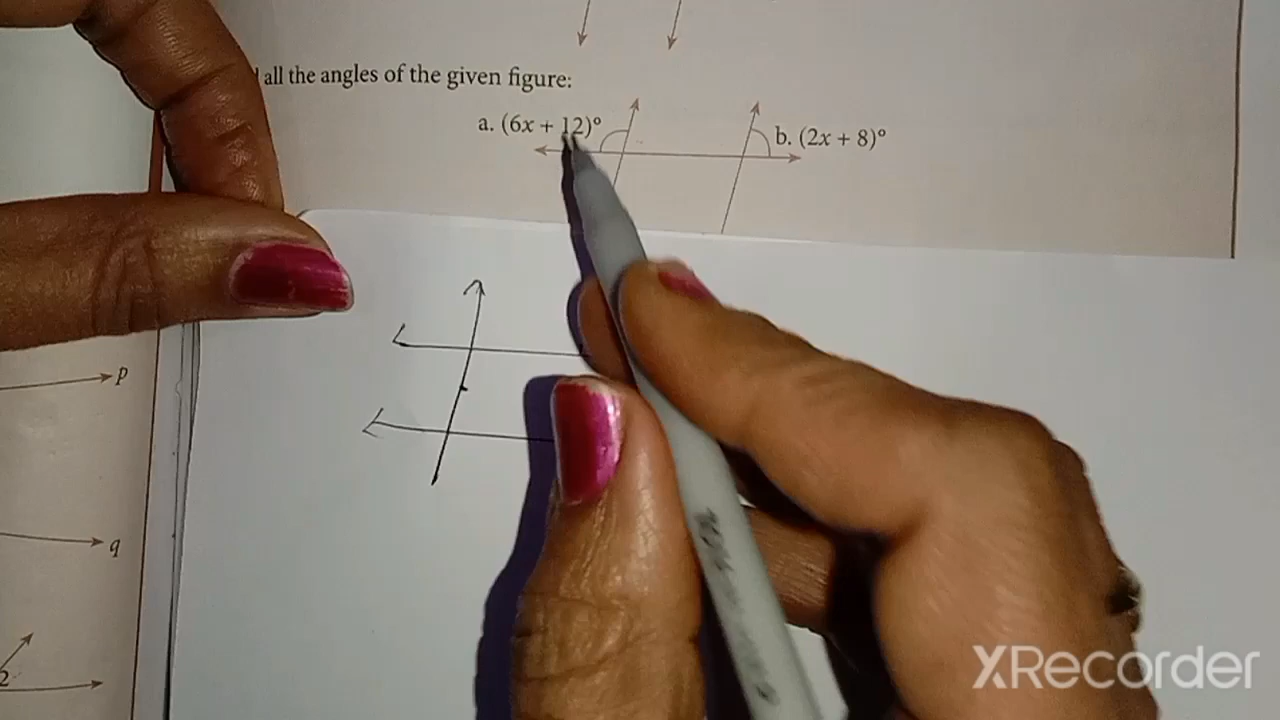 all the angles of the given figure:
a. (6x + 12)°
b. (2x + 8)°
p
q
2
XRecorder